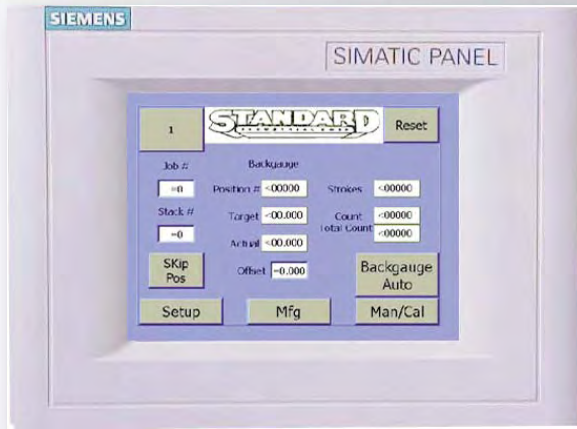 SIEMENS
SIMATIC PANEL
1
STANDARD
Reset
Job #
Backgauge
=0
Position #
<00000
Strokes
<00000
Stack #
Target
<00.000
Count
<00000
=0
Total Count
<00000
Actual
<00.000
SKip
Pos
Offset
=0.000
Backgauge
Auto
Setup
Mfg
Man/Cal